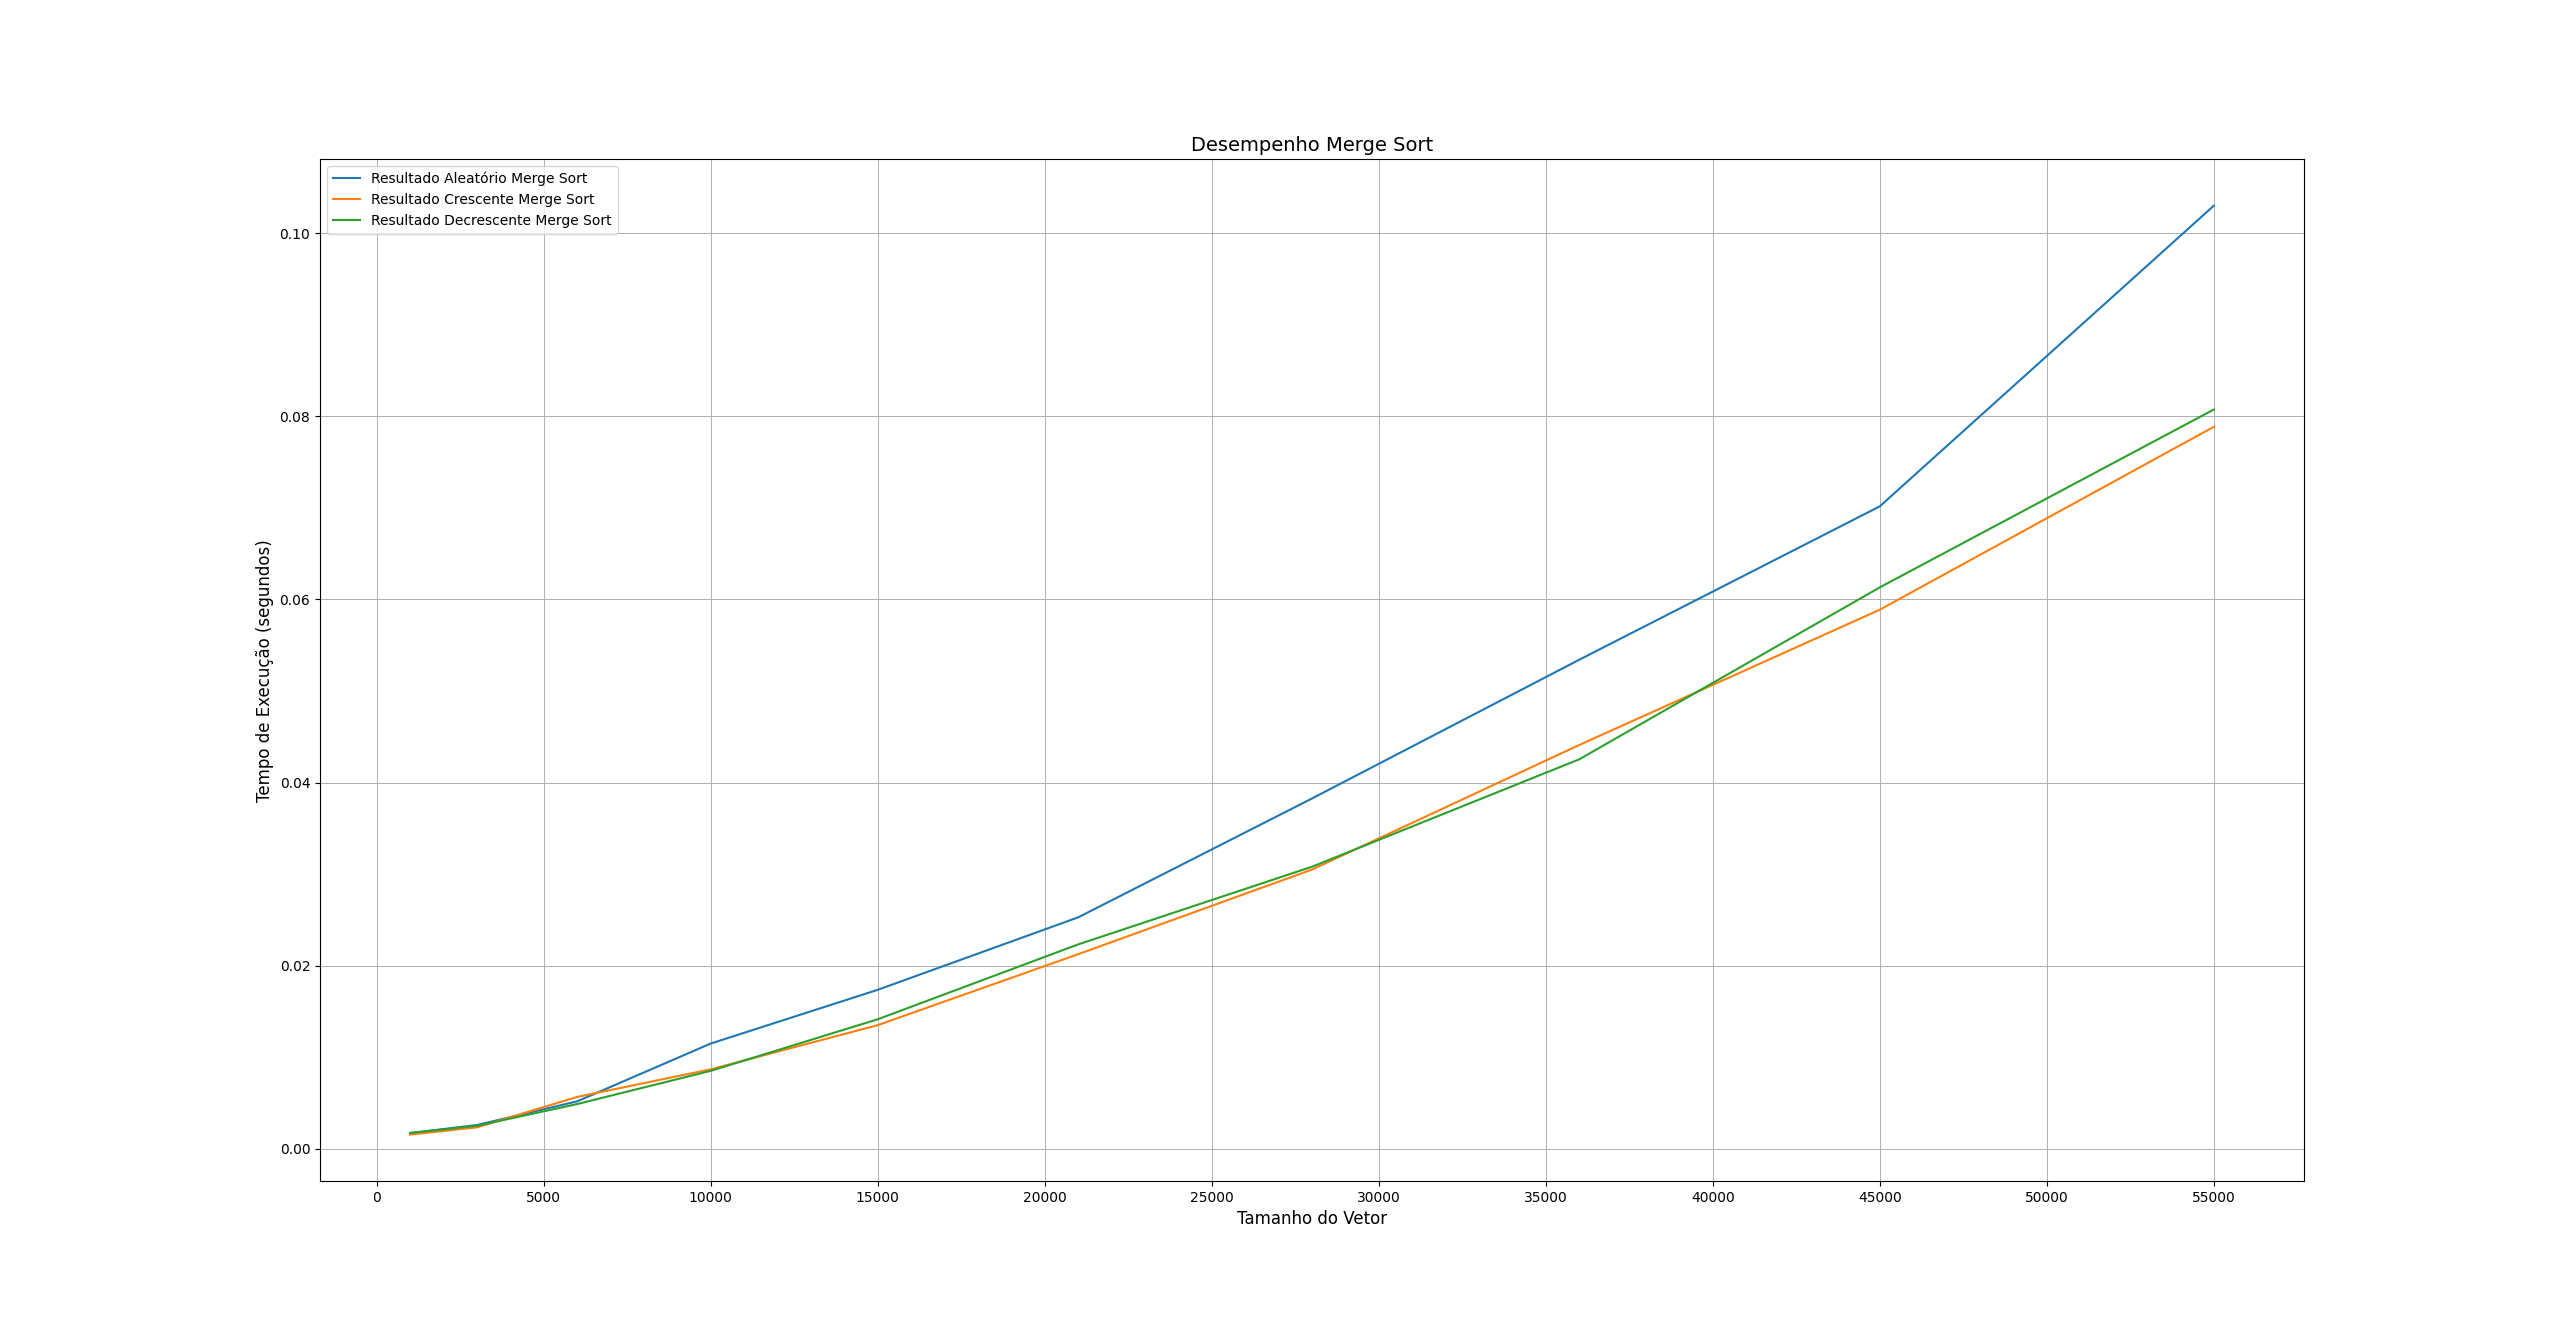 Desempenho Merge Sort
Resultado Aleatório Merge Sort
Resultado Crescente Merge Sort
Resultado Decrescente Merge Sort
0.10
0.08
0.06
0.04
0.02
0.00
Tempo de Execução (segundos)
0 5000 10000 15000 20000 25000 30000 35000 40000 45000 50000 55000
Tamanho do Vetor